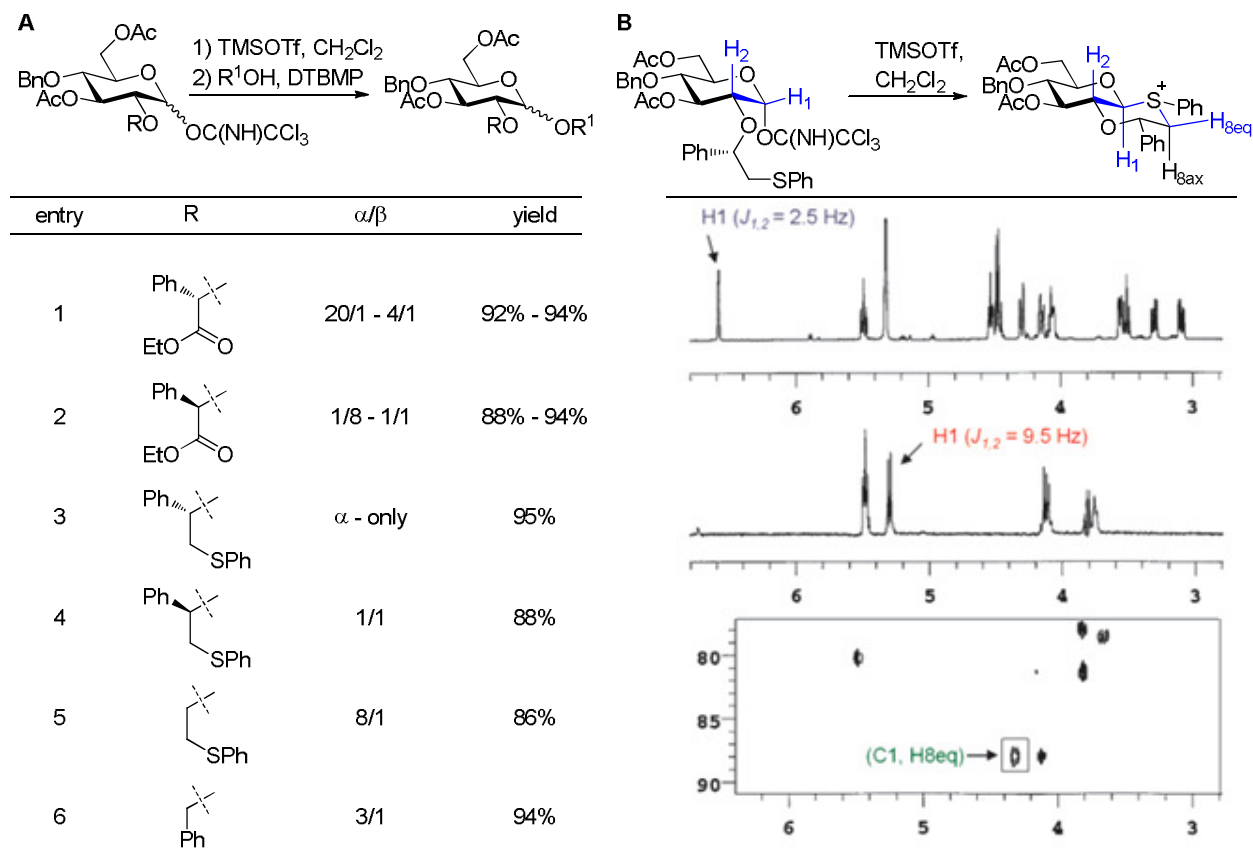 A
OAc
BnO
O
AcO
RO
OC(NH)CCl3
1) TMSOTf, CH2Cl2
2) R1OH, DTBMP
OAc
BnO
O
AcO
RO
OR1
entry R α/β yield
1 Ph EtO O 20/1 - 4/1 92% - 94%
2 Ph EtO O 1/8 - 1/1 88% - 94%
3 Ph SPh α - only 95%
4 Ph SPh 1/1 88%
5 SPh 8/1 86%
6 Ph 3/1 94%
B
AcO
H2
BnO
O
AcO
H1
O
OC(NH)CCl3
Ph
SPh
TMSOTf,
CH2Cl2
H2
AcO
BnO
O
AcO
S+
Ph
O
Ph
H8eq
H1
H8ax
H1 (J1,2 = 2.5 Hz)
6 5 4 3
H1 (J1,2 = 9.5 Hz)
6 5 4 3
80
85
(C1, H8eq)
90
6 5 4 3